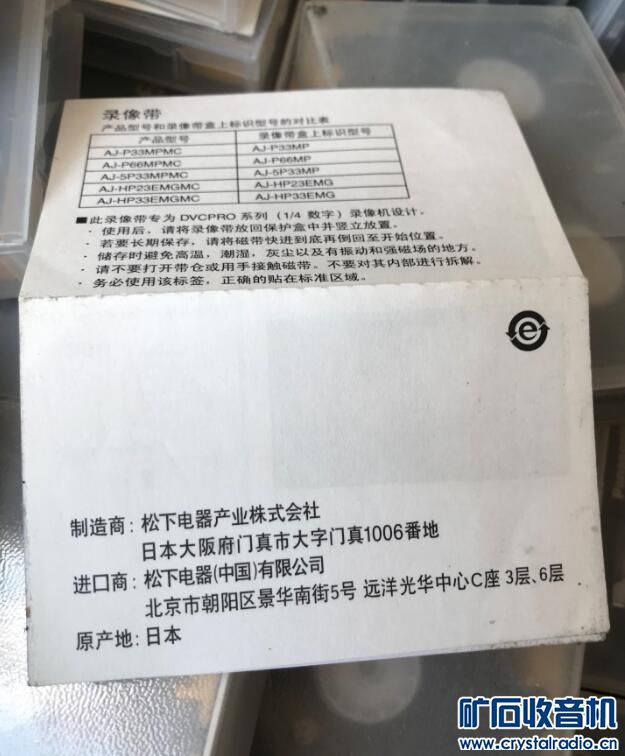 录像带
产品型号和录像带盒上标识型号的对比表
产品型号 录像带盒上标识型号
AJ-P33MPMC AJ-P33MP
AJ-P66MPMC AJ-P66MP
AJ-5P33MPMC AJ-5P33MP
AJ-HP23EMGMC AJ-HP23EMG
AJ-HP33EMGMC AJ-HP33EMG
■此录像带专为 DVCPRO 系列（1/4 数字）录像机设计。
·使用后，请将录像带放回保护盒中并竖立放置。
·若要长期保存，请将磁带快进到底再倒回至开始位置。
·储存时避免高温，潮湿，灰尘以及有振动和强磁场的地方。
·请不要打开带仓或用手接触磁带。不要对其内部进行拆解。
·务必使用该标签，正确的贴在标准区域。
e
制造商：松下电器产业株式会社
日本大阪府门真市大字门真1006番地
进口商：松下电器(中国)有限公司
北京市朝阳区景华南街5号 远洋光华中心C座 3层、6层
原产地：日本
矿石收音机
www.crystalradio.cn